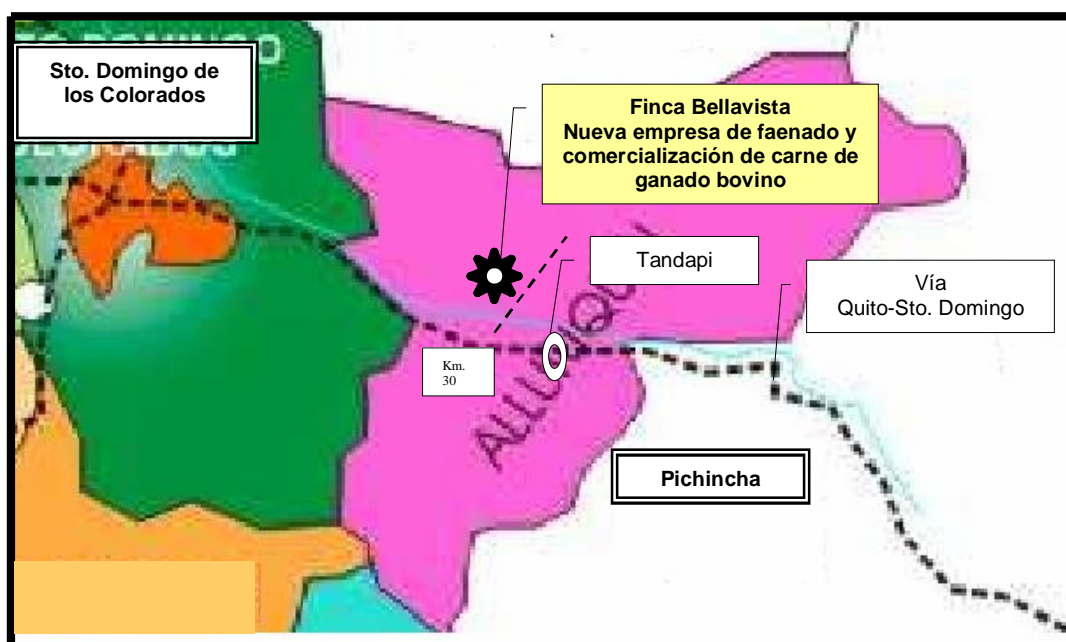 Sto. Domingo de
los Colorados
Finca Bellavista
Nueva empresa de faenado y
comercialización de carne de
ganado bovino
Tandapi
Vía
Quito-Sto. Domingo
Km.
30
Pichincha